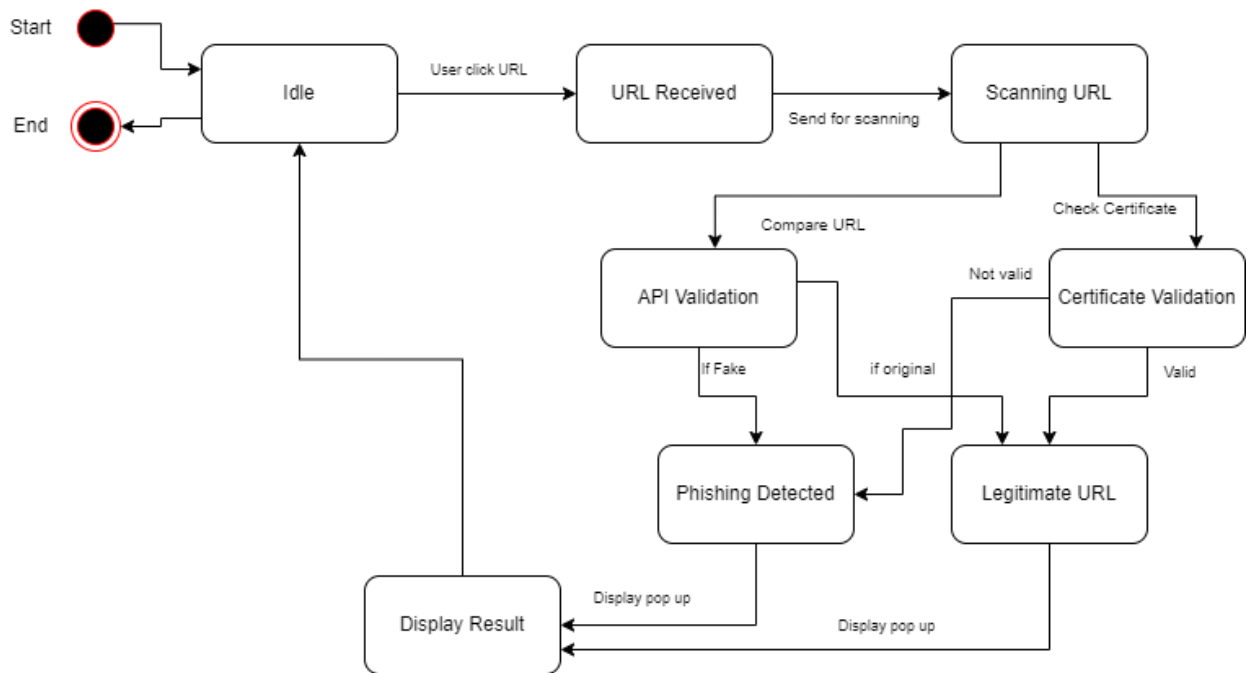 Start
Idle
User click URL
URL Received
Send for scanning
Scanning URL
End
Compare URL
Check Certificate
API Validation
Not valid
Certificate Validation
If Fake
if original
Valid
Phishing Detected
Legitimate URL
Display Result
Display pop up
Display pop up